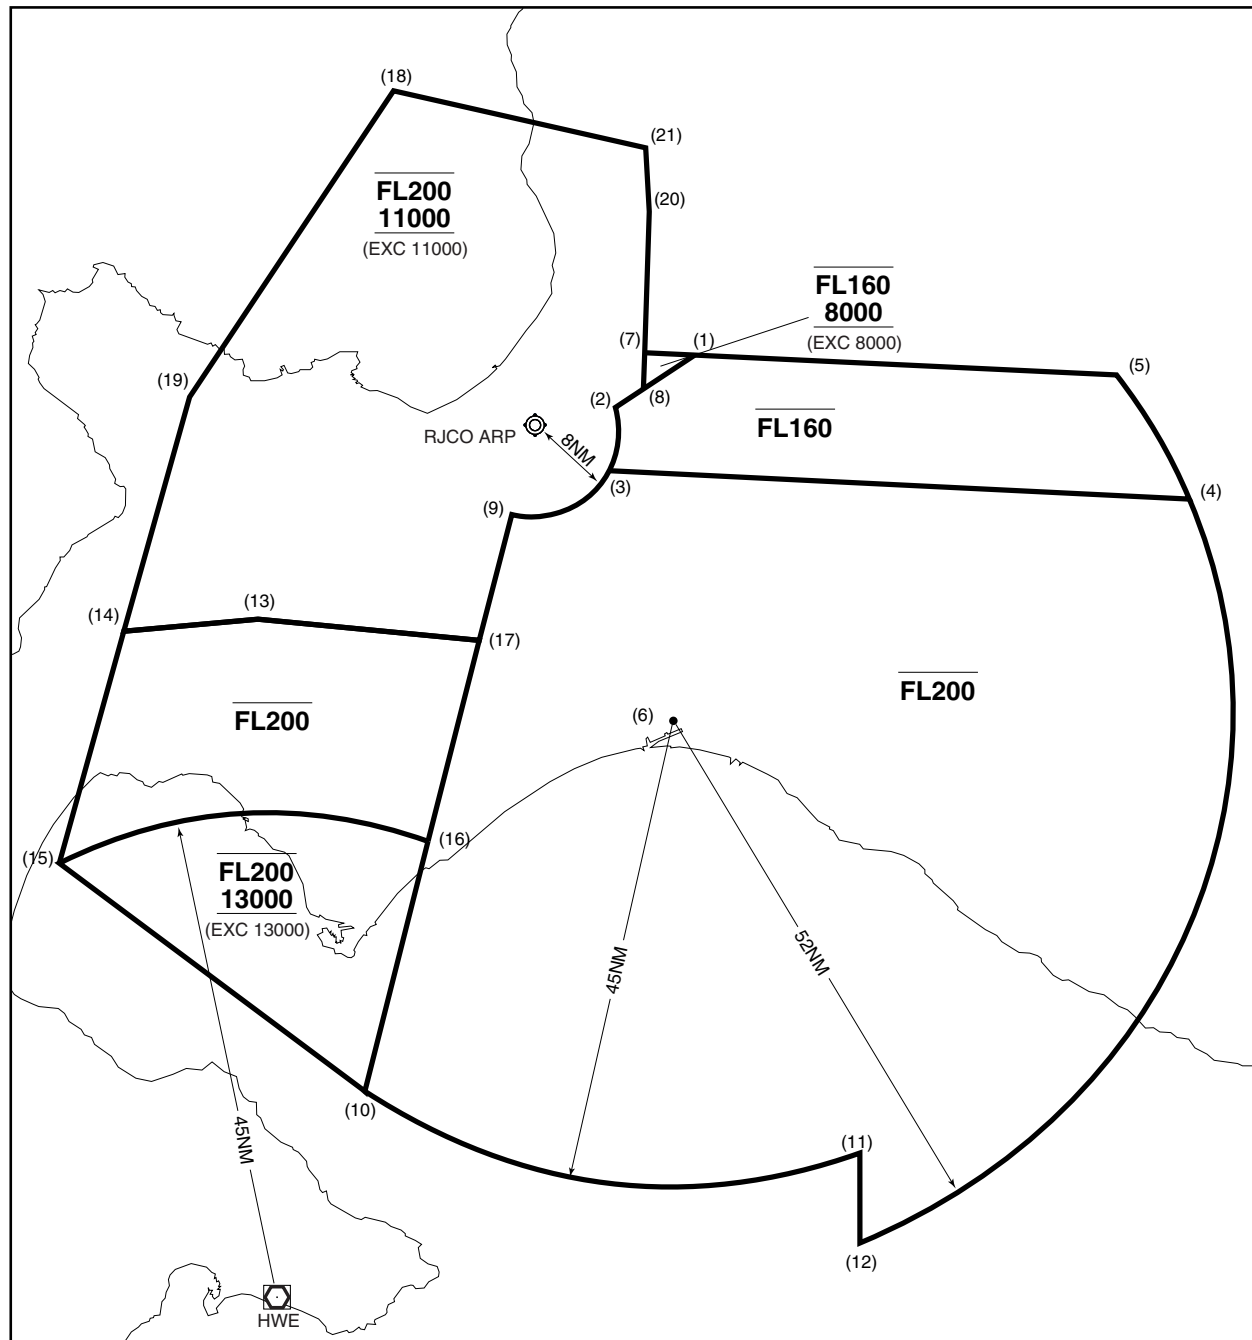 (18)
(21)
FL200
11000
(EXC 11000)
(20)
FL160
8000
(EXC 8000)
(7)
(1)
(5)
(19)
(2)
(8)
RJCO ARP
8NM
FL160
(3)
(4)
(9)
(14)
(13)
(17)
FL200
FL200
(6)
(15)
(16)
FL200
13000
(EXC 13000)
45NM
52NM
45NM
(10)
(11)
(12)
HWE